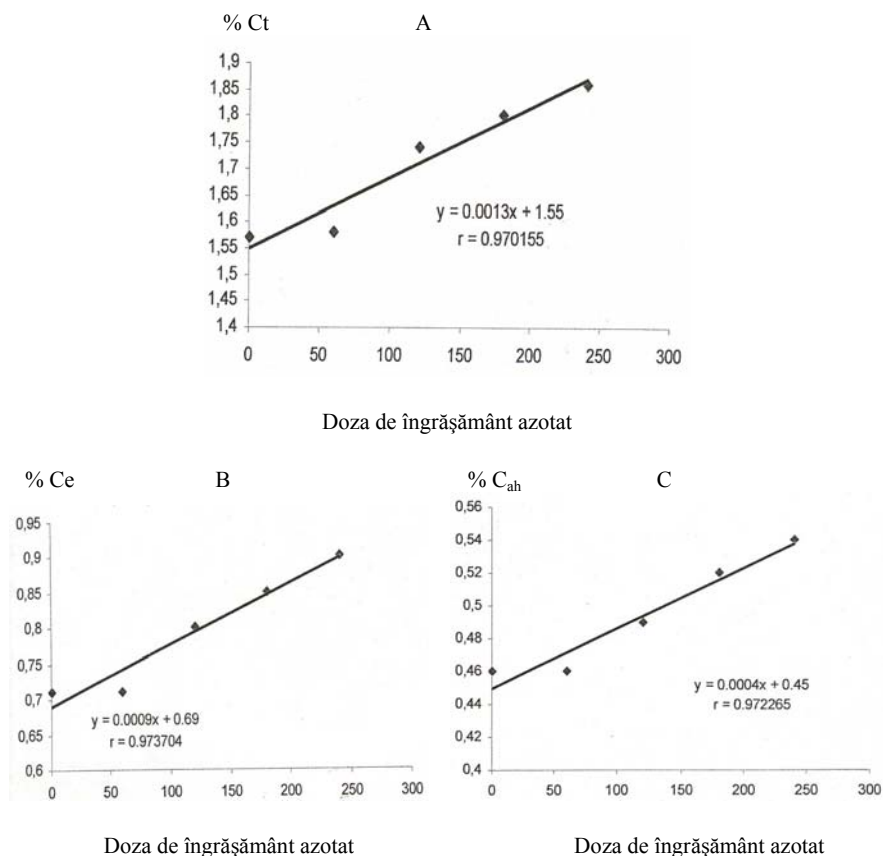 % Ct
A
1,9
1,85
1,8
1,75
1,7
1,65
1,6
1,55
1,5
1,45
1,4
y = 0.0013x + 1.55
r = 0.970155
0 50 100 150 200 250 300
Doza de îngrăşământ azotat
% Ce
B
0,95
0,9
0,85
0,8
0,75
0,7
0,65
0,6
y = 0.0009x + 0.69
r = 0.973704
0 50 100 150 200 250 300
Doza de îngrăşământ azotat
% Cah
C
0,56
0,54
0,52
0,5
0,48
0,46
0,44
0,42
0,4
y = 0.0004x + 0.45
r = 0.972265
0 50 100 150 200 250 300
Doza de îngrăşământ azotat